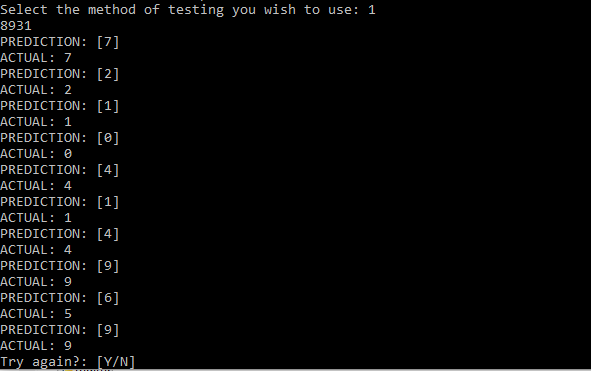 Select the method of testing you wish to use: 1
8931
PREDICTION: [7]
ACTUAL: 7
PREDICTION: [2]
ACTUAL: 2
PREDICTION: [1]
ACTUAL: 1
PREDICTION: [0]
ACTUAL: 0
PREDICTION: [4]
ACTUAL: 4
PREDICTION: [1]
ACTUAL: 1
PREDICTION: [4]
ACTUAL: 4
PREDICTION: [9]
ACTUAL: 9
PREDICTION: [6]
ACTUAL: 5
PREDICTION: [9]
ACTUAL: 9
Try again?: [Y/N]